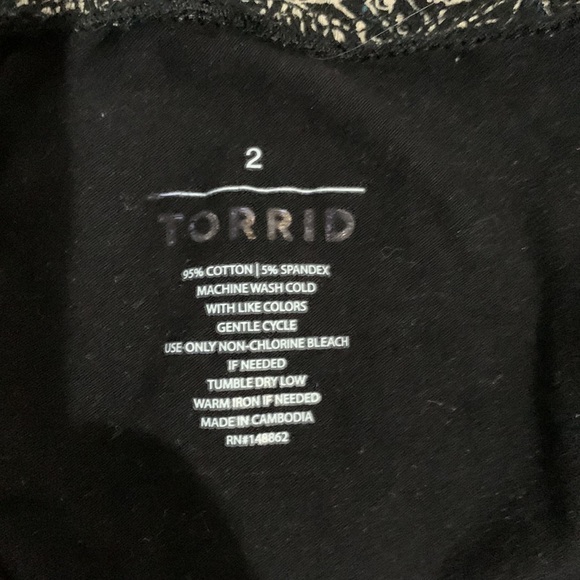 2
TORRID
95% COTTON | 5% SPANDEX
MACHINE WASH COLD
WITH LIKE COLORS
GENTLE CYCLE
USE ONLY NON-CHLORINE BLEACH
IF NEEDED
TUMBLE DRY LOW
WARM IRON IF NEEDED
MADE IN CAMBODIA
RN#148862